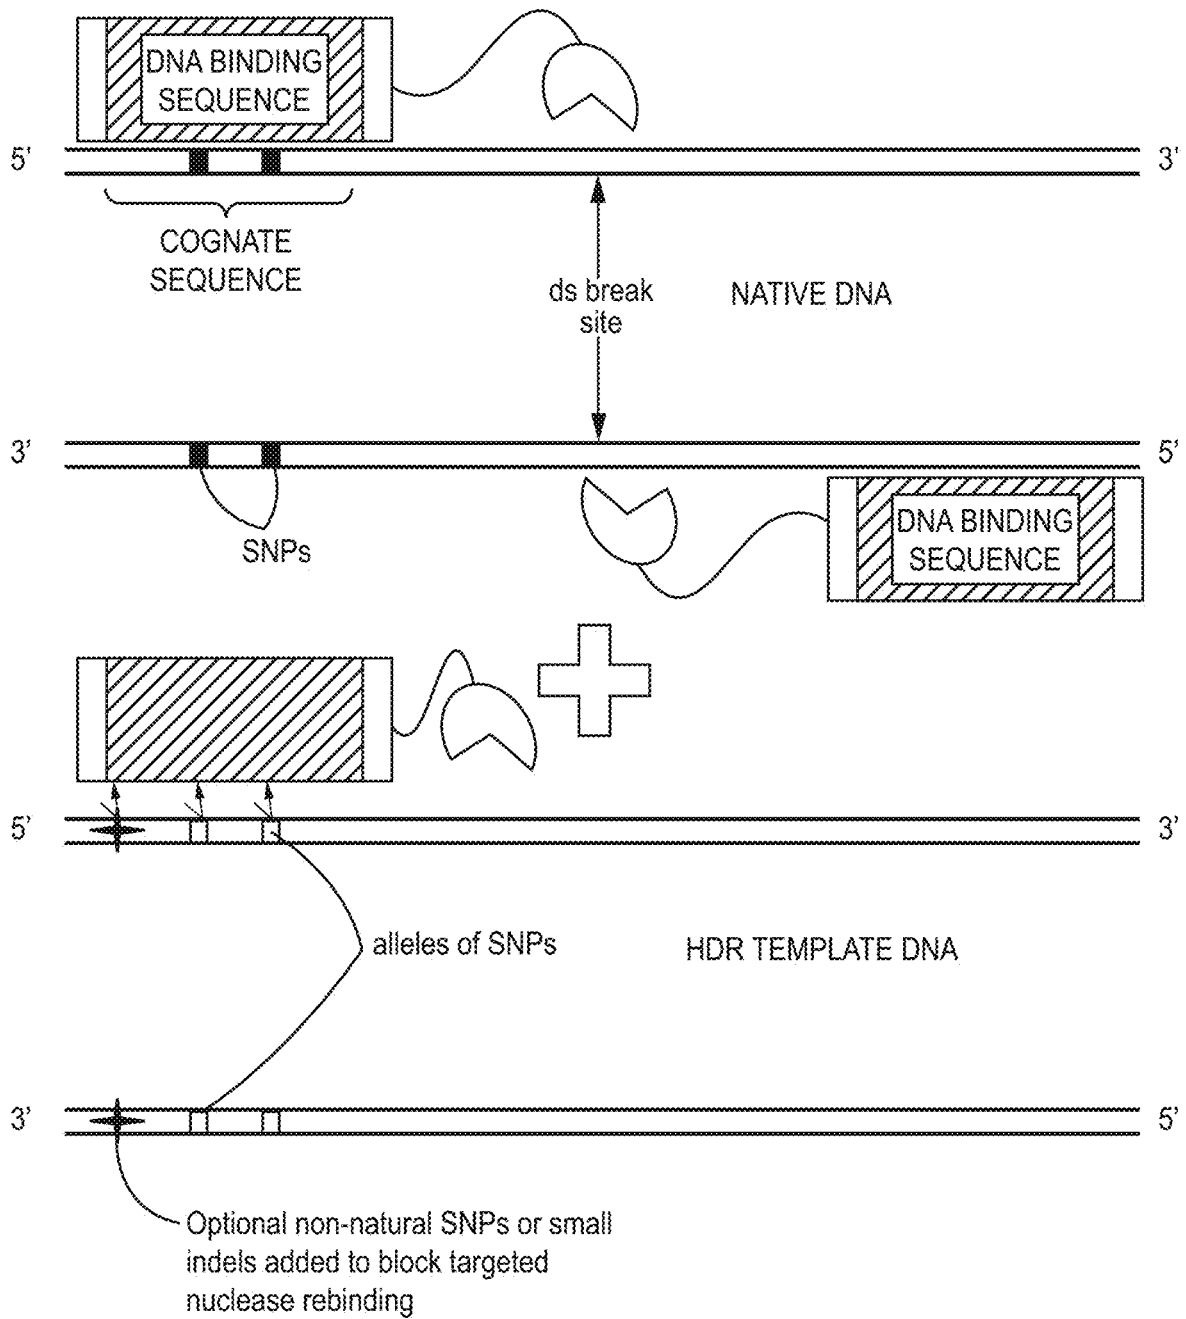 DNA BINDING
SEQUENCE
5'
3'
COGNATE
SEQUENCE
ds break
site
NATIVE DNA
3'
5'
SNPs
DNA BINDING
SEQUENCE
5'
3'
alleles of SNPs
HDR TEMPLATE DNA
3'
5'
Optional non-natural SNPs or small
indels added to block targeted
nuclease rebinding